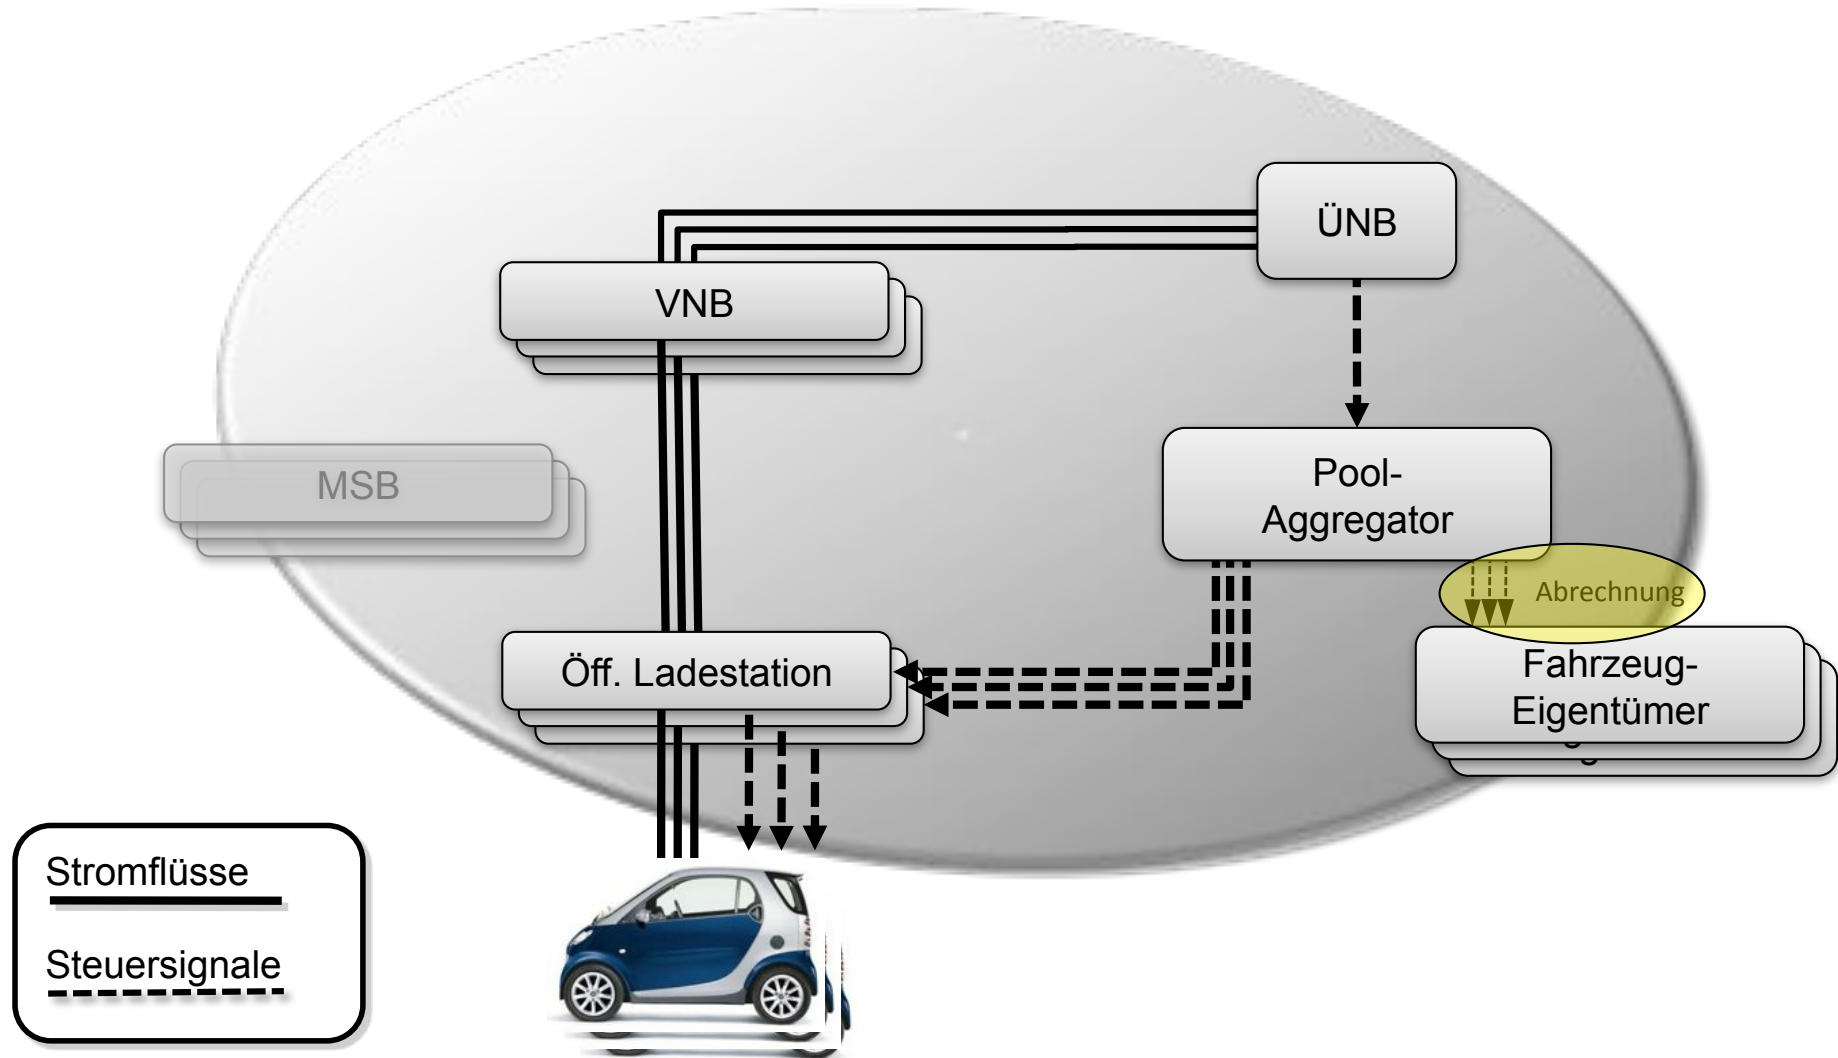 ÜNB
VNB
MSB
Pool-
Aggregator
Abrechnung
Öff. Ladestation
Fahrzeug-
Eigentümer
Stromflüsse
Steuersignale